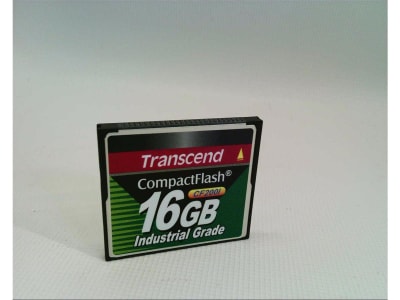 Transcend
CompactFlash®
CF200I
16GB
Industrial Grade